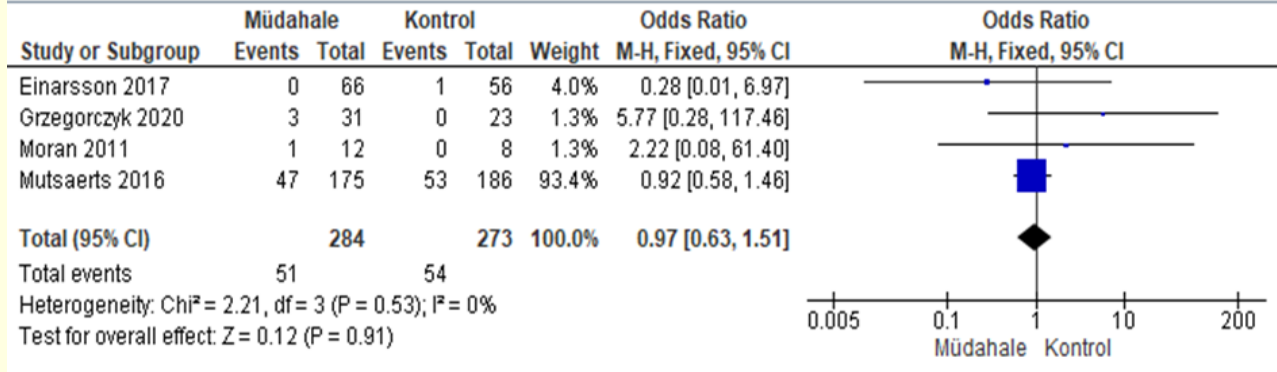 Müdahale Kontrol Odds Ratio Odds Ratio
Study or Subgroup Events Total Events Total Weight M-H, Fixed, 95% CI M-H, Fixed, 95% CI
Einarsson 2017 0 66 1 56 4.0% 0.28 [0.01, 6.97]
Grzegorczyk 2020 3 31 0 23 1.3% 5.77 [0.28, 117.46]
Moran 2011 1 12 0 8 1.3% 2.22 [0.08, 61.40]
Mutsaerts 2016 47 175 53 186 93.4% 0.92 [0.58, 1.46]
Total (95% CI) 284 273 100.0% 0.97 [0.63, 1.51]
Total events 51 54
Heterogeneity: Chi² = 2.21, df = 3 (P = 0.53); I² = 0%
Test for overall effect: Z = 0.12 (P = 0.91)
0.005 0.1 1 10 200
Müdahale Kontrol